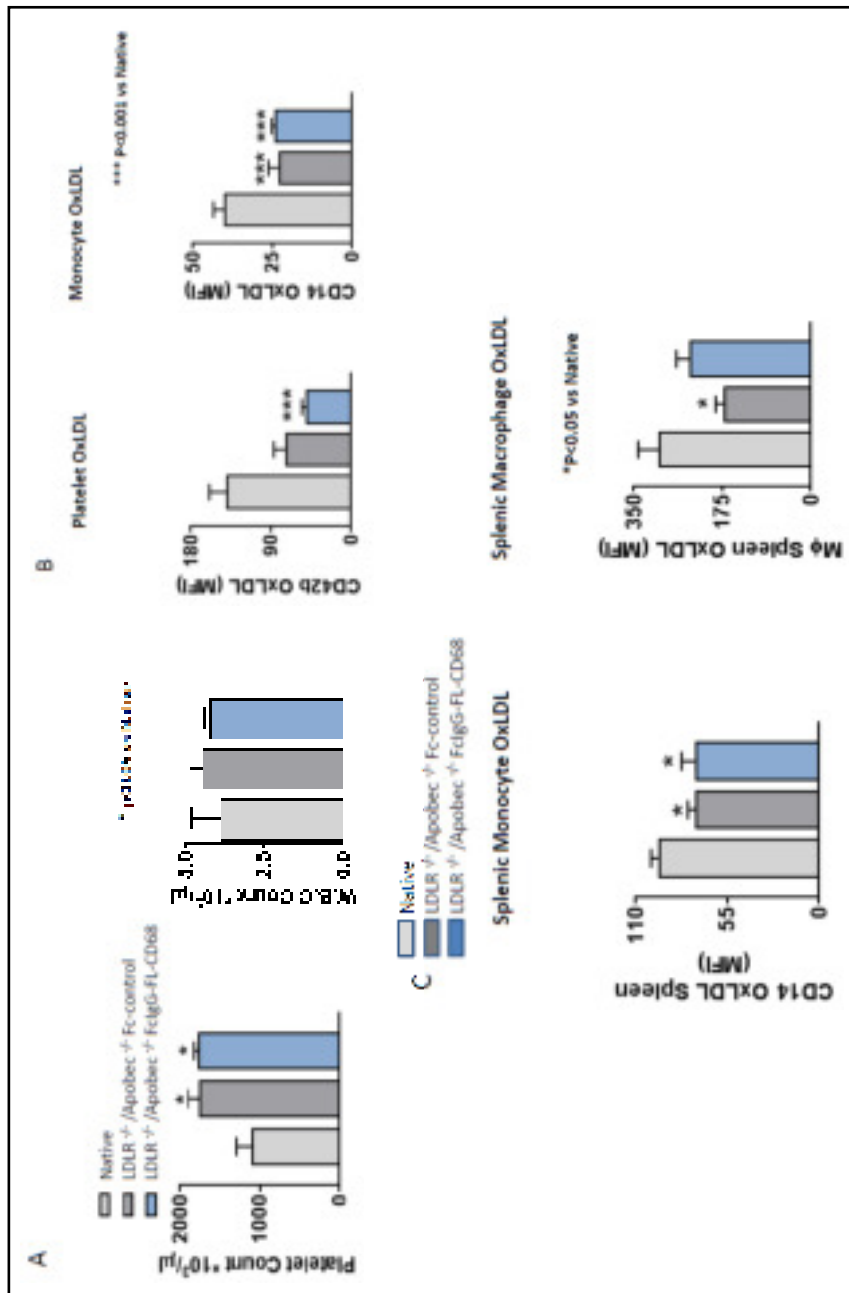 A
Native
LDLR -/- /Apobec -/- Fc-control
LDLR -/- /Apobec -/- FcIgG-FL-CD68
Platelet Count *10³/µl
2000
1000
0
*
*
5.0
2.5
0.0
B
Platelet OxLDL
CD42b OxLDL (MFI)
180
90
0
***
Monocyte OxLDL
*** P<0.001 vs Native
CD14 OxLDL (MFI)
50
25
0
***
***
C
Native
LDLR -/- /Apobec -/- Fc-control
LDLR -/- /Apobec -/- FcIgG-FL-CD68
Splenic Monocyte OxLDL
CD14 OxLDL Spleen
(MFI)
110
55
0
*
*
Splenic Macrophage OxLDL
*P<0.05 vs Native
Mφ Spleen OxLDL (MFI)
350
175
0
*